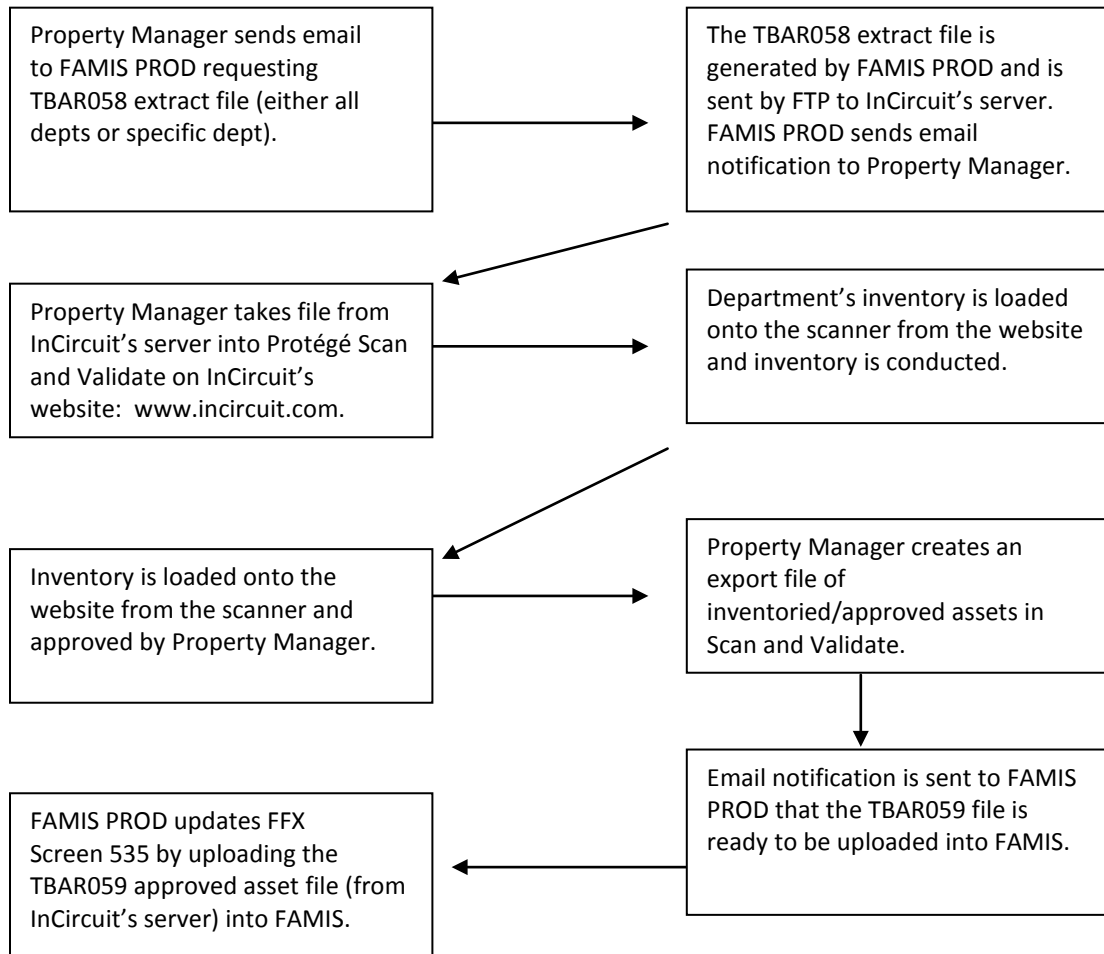 Property Manager sends email
to FAMIS PROD requesting
TBAR058 extract file (either all
depts or specific dept).
The TBAR058 extract file is
generated by FAMIS PROD and is
sent by FTP to InCircuit’s server.
FAMIS PROD sends email
notification to Property Manager.
Property Manager takes file from
InCircuit’s server into Protégé Scan
and Validate on InCircuit’s
website:  www.incircuit.com.
Department’s inventory is loaded
onto the scanner from the website
and inventory is conducted.
Inventory is loaded onto the
website from the scanner and
approved by Property Manager.
Property Manager creates an
export file of
inventoried/approved assets in
Scan and Validate.
Email notification is sent to FAMIS
PROD that the TBAR059 file is
ready to be uploaded into FAMIS.
FAMIS PROD updates FFX
Screen 535 by uploading the
TBAR059 approved asset file (from
InCircuit’s server) into FAMIS.